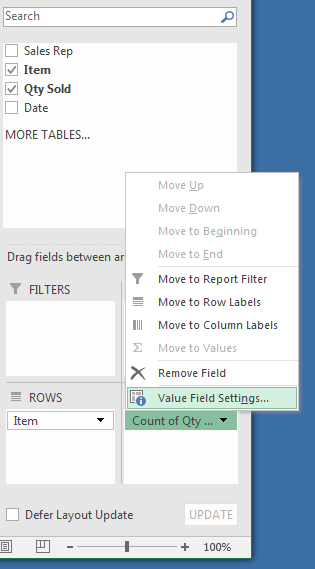 Search
Sales Rep
Item
Qty Sold
Date
MORE TABLES...
Move Up
Move Down
Move to Beginning
Move to End
Drag fields between ar
Move to Report Filter
FILTERS
Move to Row Labels
Move to Column Labels
Σ Move to Values
Remove Field
ROWS
Value Field Settings...
Item
Count of Qty ...
Defer Layout Update
UPDATE
100%